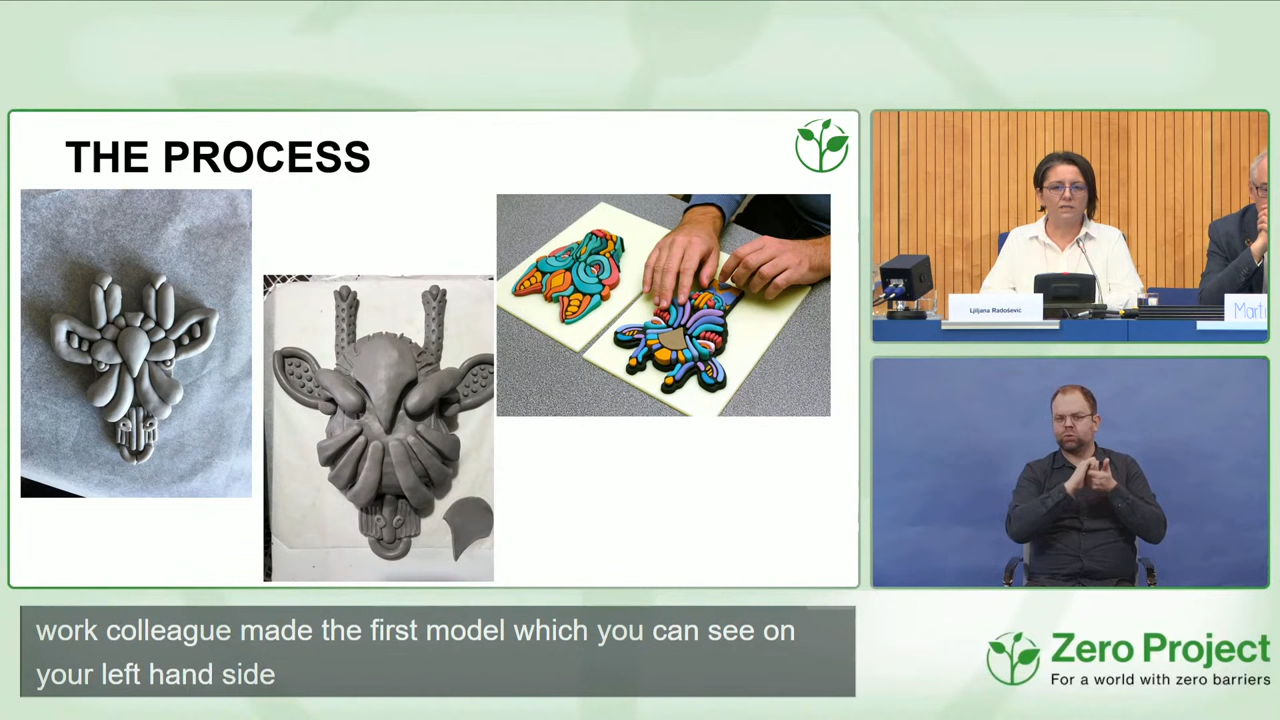 THE PROCESS
Ljiljana Radošević
Marti
work colleague made the first model which you can see on
your left hand side
Zero Project
For a world with zero barriers